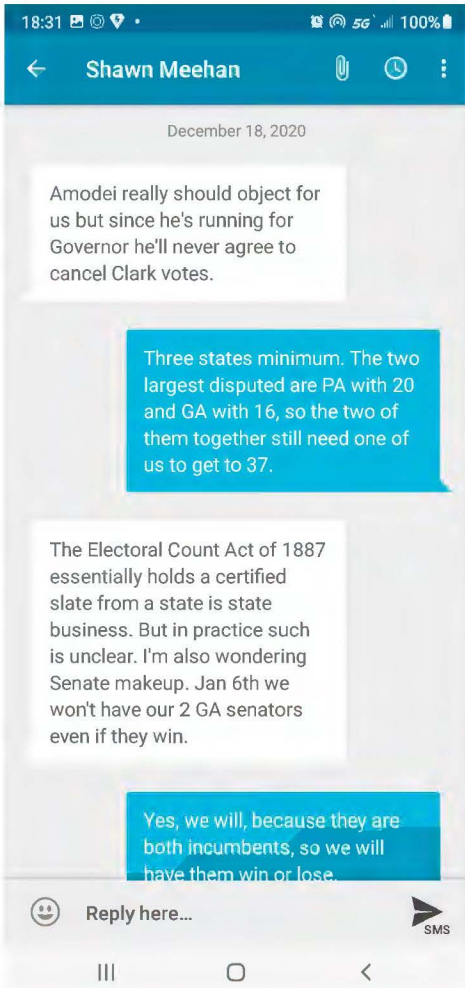 18:31 5G 100%
Shawn Meehan
December 18, 2020
Amodei really should object for
us but since he's running for
Governor he'll never agree to
cancel Clark votes.
Three states minimum. The two
largest disputed are PA with 20
and GA with 16, so the two of
them together still need one of
us to get to 37.
The Electoral Count Act of 1887
essentially holds a certified
slate from a state is state
business. But in practice such
is unclear. I'm also wondering
Senate makeup. Jan 6th we
won't have our 2 GA senators
even if they win.
Yes, we will, because they are
both incumbents, so we will
have them win or lose.
Reply here...
SMS